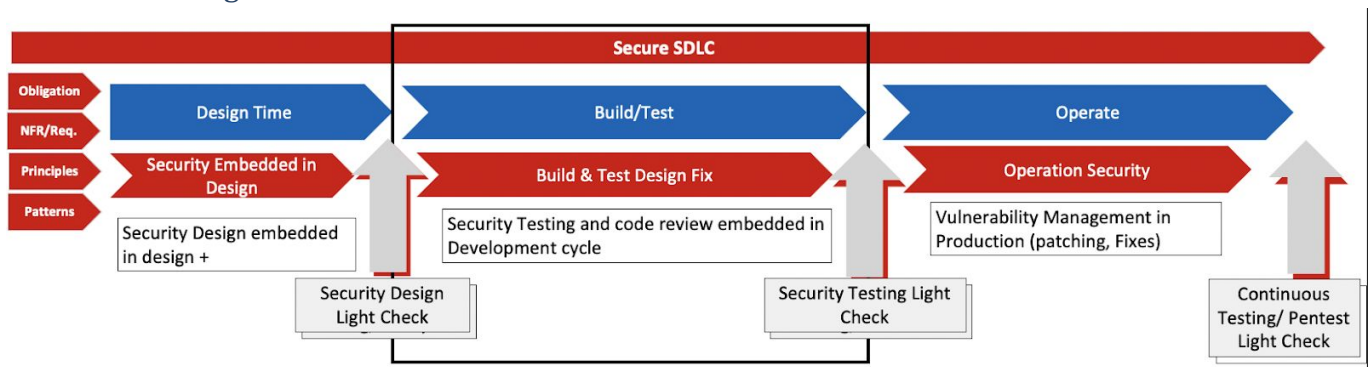 Secure SDLC
Obligation
NFR/Req.
Principles
Patterns
Design Time
Build/Test
Operate
Security Embedded in
Design
Build & Test Design Fix
Operation Security
Security Design embedded
in design +
Security Testing and code review embedded in
Development cycle
Vulnerability Management in
Production (patching, Fixes)
Security Design
Light Check
Security Testing Light
Check
Continuous
Testing/ Pentest
Light Check